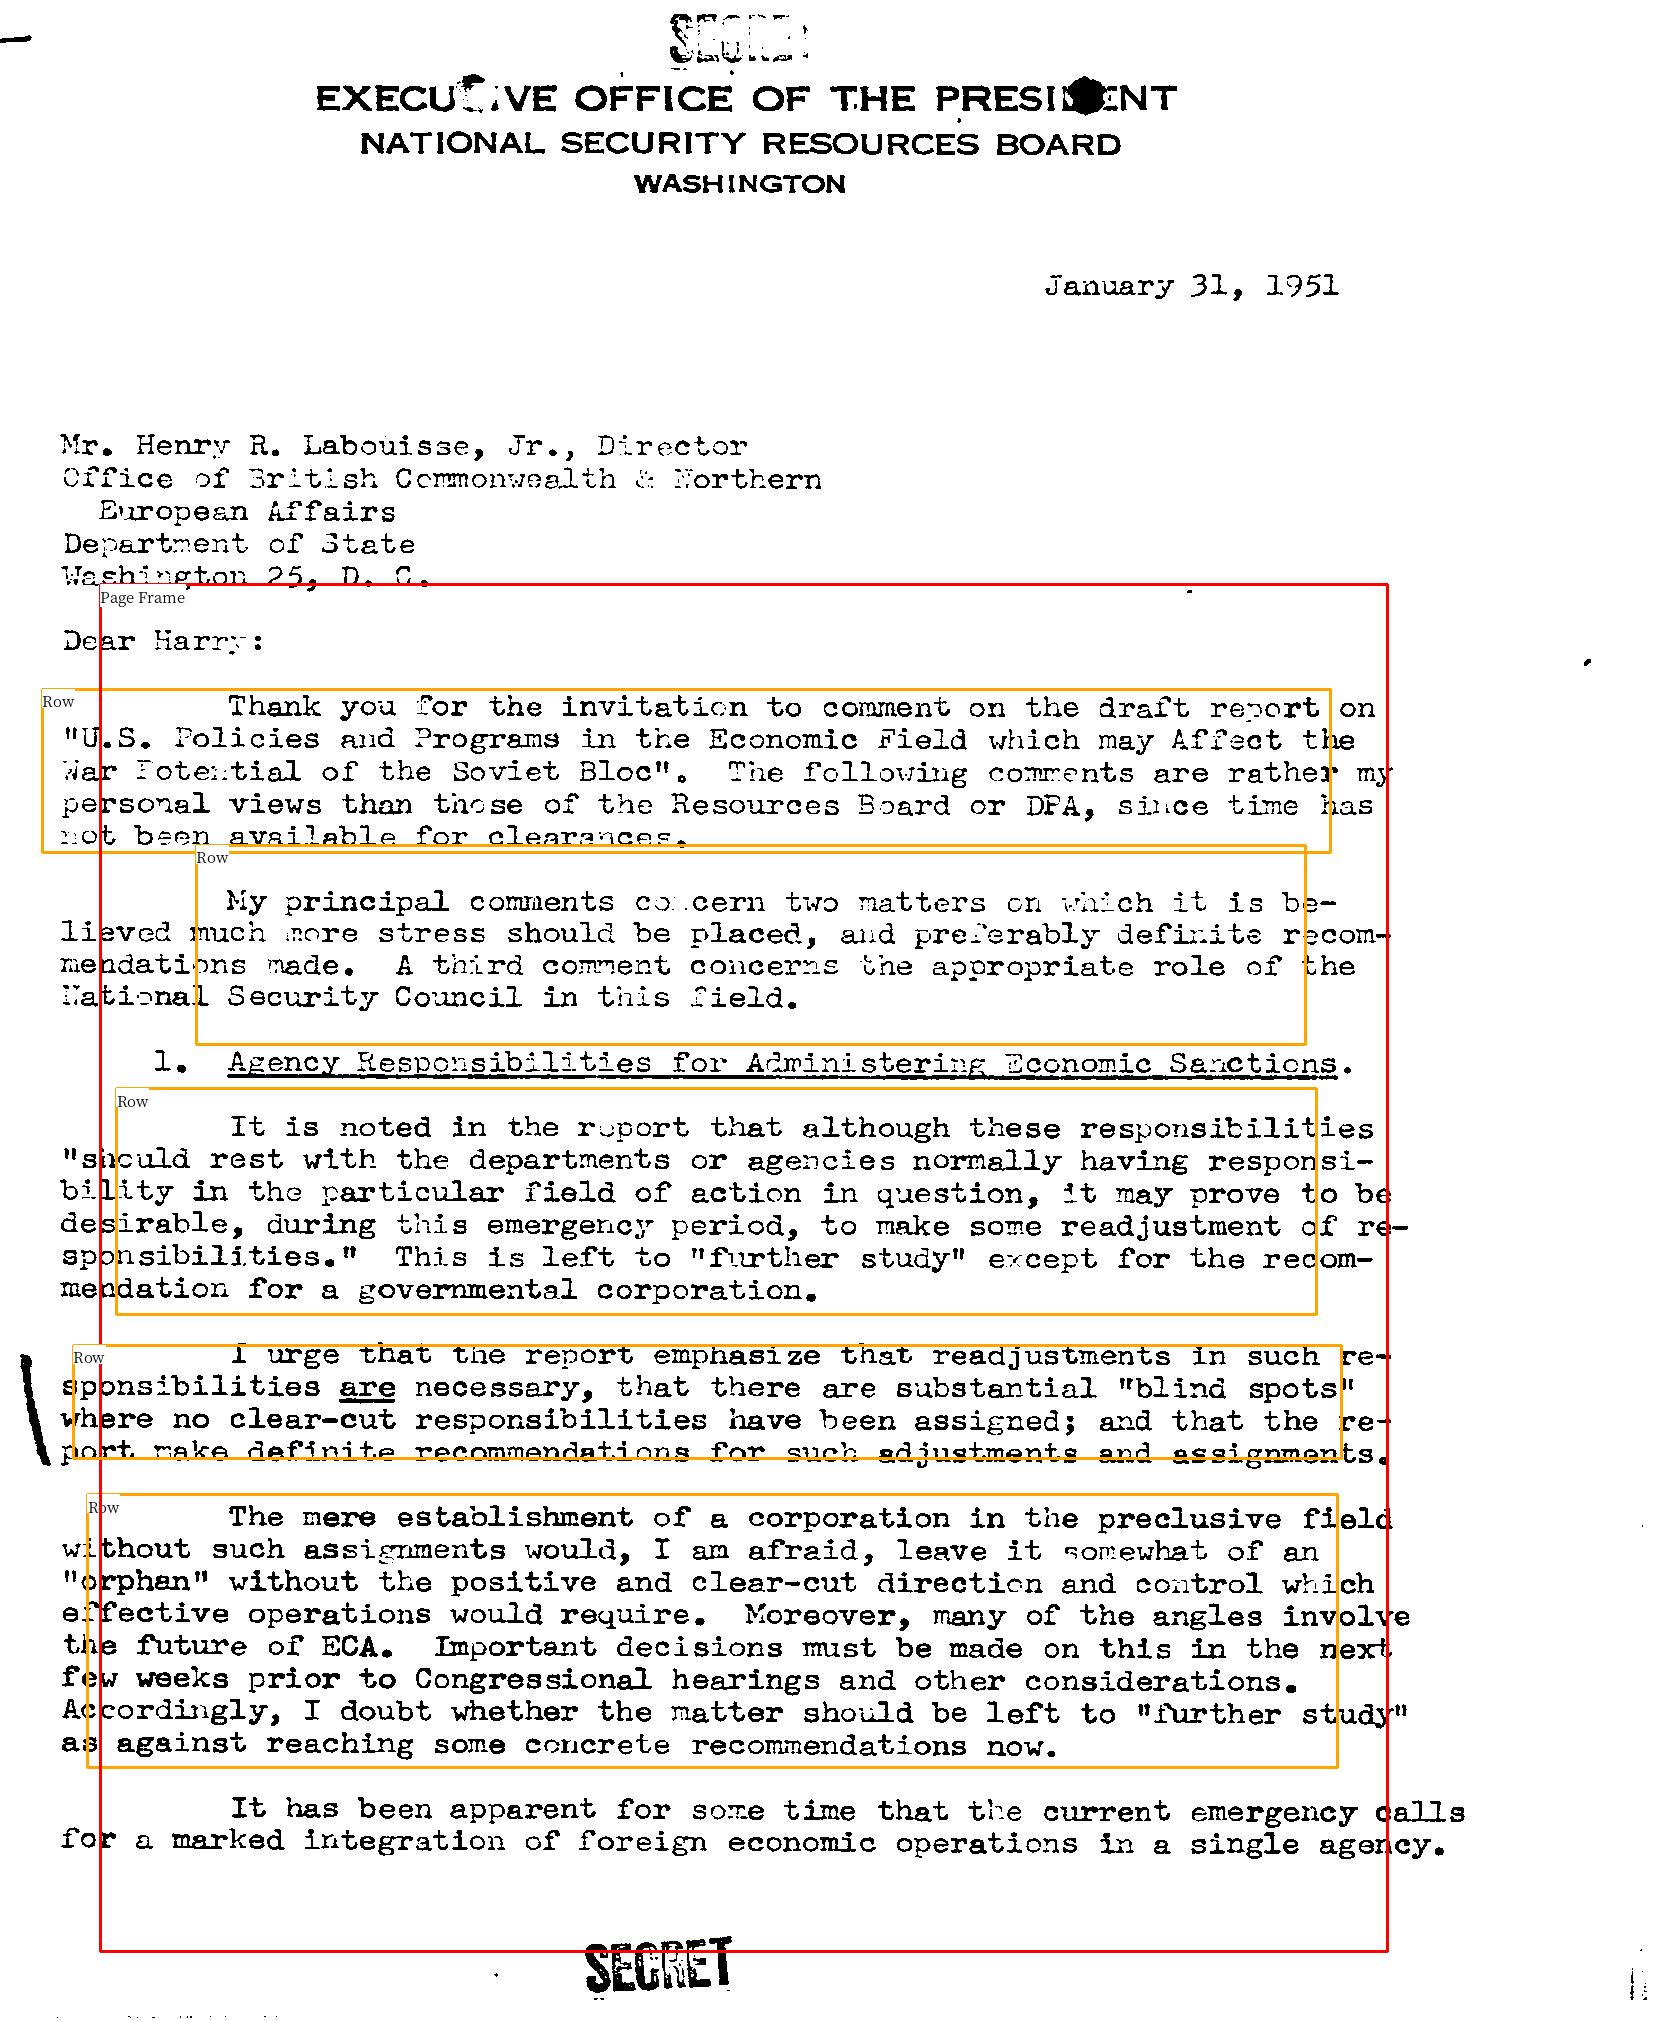 SECRET
EXECUTIVE OFFICE OF THE PRESIDENT
NATIONAL SECURITY RESOURCES BOARD
WASHINGTON
January 31, 1951
Mr. Henry R. Labouisse, Jr., Director
Office of British Commonwealth & Northern
European Affairs
Department of State
Washington 25, D. C.
Page Frame
Dear Harry:
Row
Thank you for the invitation to comment on the draft report on
"U.S. Policies and Programs in the Economic Field which may Affect the
War Potential of the Soviet Bloc". The following comments are rather my
personal views than those of the Resources Board or DPA, since time has
not been available for clearances.
Row
My principal comments concern two matters on which it is be-
lieved much more stress should be placed, and preferably definite recom-
mendations made. A third comment concerns the appropriate role of the
National Security Council in this field.
1. Agency Responsibilities for Administering Economic Sanctions.
Row
It is noted in the report that although these responsibilities
"should rest with the departments or agencies normally having responsi-
bility in the particular field of action in question, it may prove to be
desirable, during this emergency period, to make some readjustment of re-
sponsibilities." This is left to "further study" except for the recom-
mendation for a governmental corporation.
Row
I urge that the report emphasize that readjustments in such re-
sponsibilities are necessary, that there are substantial "blind spots"
where no clear-cut responsibilities have been assigned; and that the re-
port make definite recommendations for such adjustments and assignments.
Row
The mere establishment of a corporation in the preclusive field
without such assignments would, I am afraid, leave it somewhat of an
"orphan" without the positive and clear-cut direction and control which
effective operations would require. Moreover, many of the angles involve
the future of ECA. Important decisions must be made on this in the next
few weeks prior to Congressional hearings and other considerations.
Accordingly, I doubt whether the matter should be left to "further study"
as against reaching some concrete recommendations now.
It has been apparent for some time that the current emergency calls
for a marked integration of foreign economic operations in a single agency.
SECRET